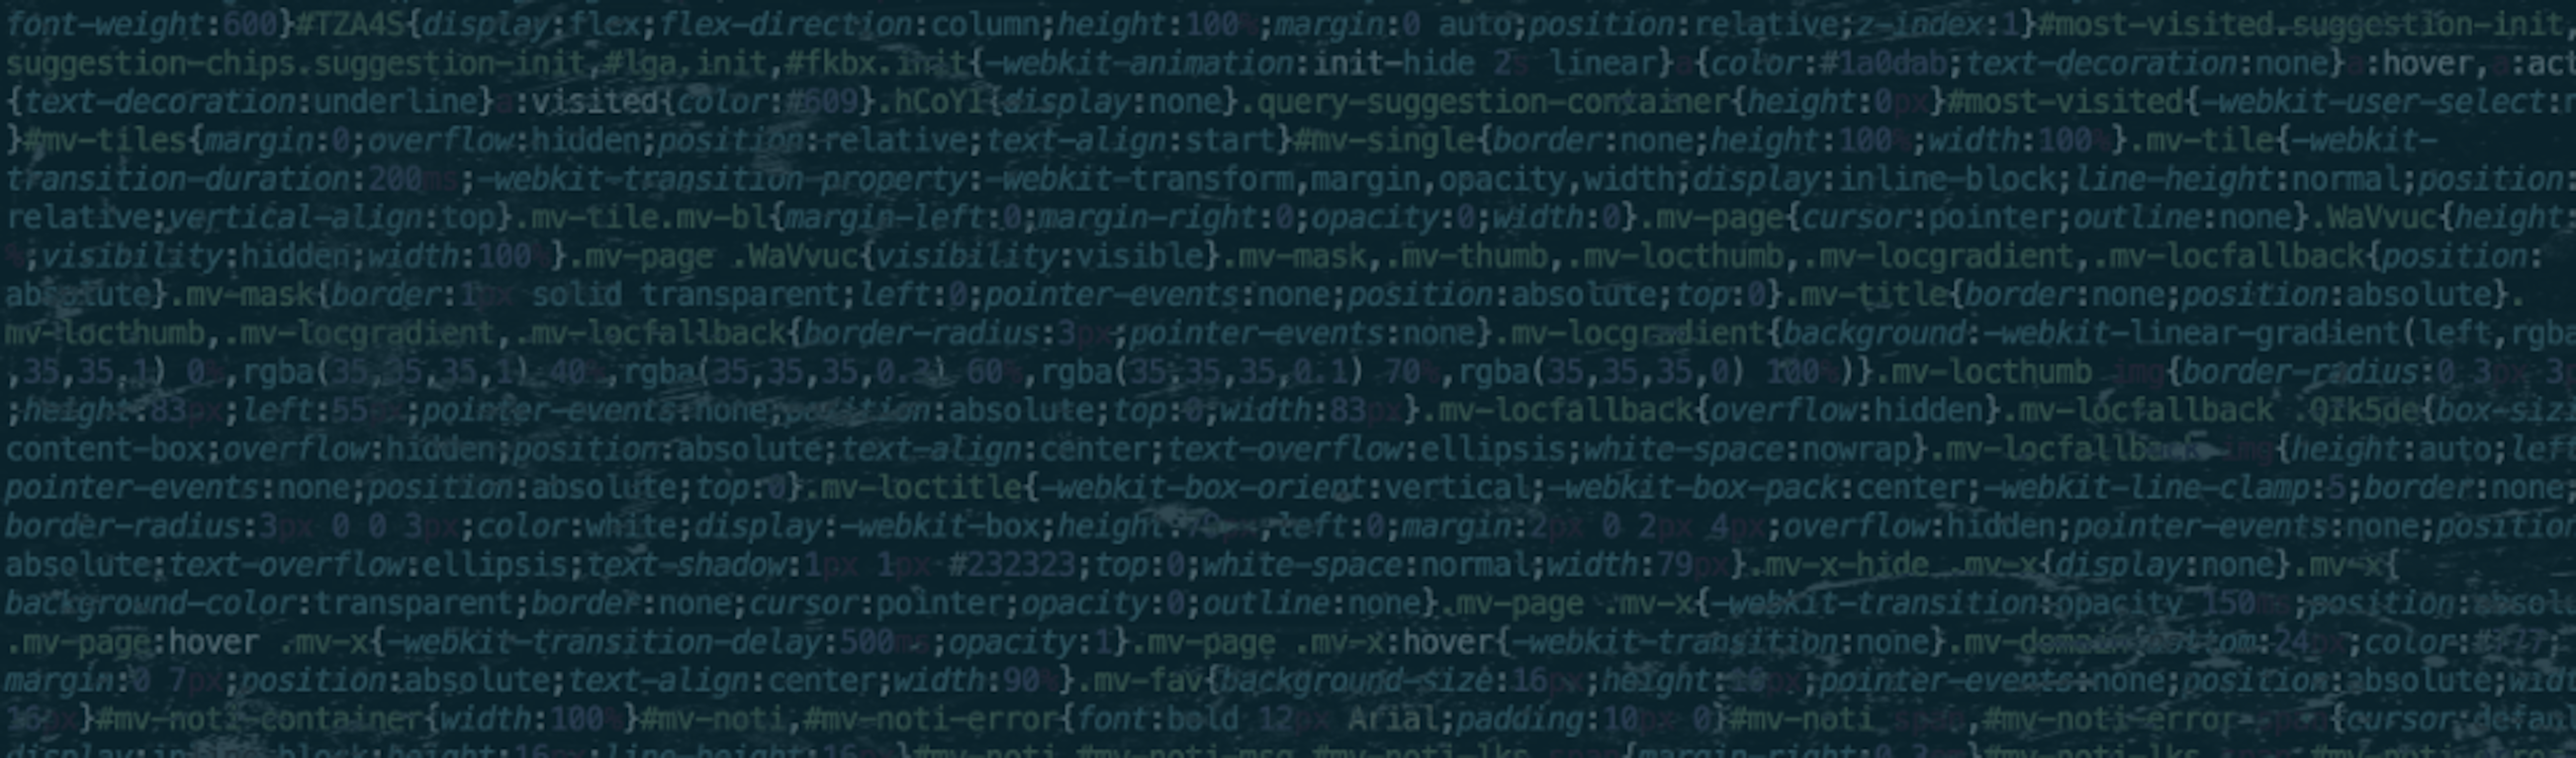 font-weight:600}#TZA4S{display:flex;flex-direction:column;height:100%;margin:0 auto;position:relative;z-index:1}#most-visited.suggestion-init,
suggestion-chips.suggestion-init,#lga.init,#fkbx.init{-webkit-animation:init-hide 2s linear}a{color:#1a0dab;text-decoration:none}a:hover,a:act
{text-decoration:underline}a:visited{color:#609}.hCoYI{display:none}.query-suggestion-container{height:0px}#most-visited{-webkit-user-select:
}#mv-tiles{margin:0;overflow:hidden;position:relative;text-align:start}#mv-single{border:none;height:100%;width:100%}.mv-tile{-webkit-
transition-duration:200ms;-webkit-transition-property:-webkit-transform,margin,opacity,width;display:inline-block;line-height:normal;position:
relative;vertical-align:top}.mv-tile.mv-bl{margin-left:0;margin-right:0;opacity:0;width:0}.mv-page{cursor:pointer;outline:none}.WaVvuc{height:
%;visibility:hidden;width:100%}.mv-page .WaVvuc{visibility:visible}.mv-mask,.mv-thumb,.mv-locthumb,.mv-locgradient,.mv-locfallback{position:
absolute}.mv-mask{border:1px solid transparent;left:0;pointer-events:none;position:absolute;top:0}.mv-title{border:none;position:absolute}.
mv-locthumb,.mv-locgradient,.mv-locfallback{border-radius:3px;pointer-events:none}.mv-locgradient{background:-webkit-linear-gradient(left,rgba
,35,35,1) 0%,rgba(35,35,35,1) 40%,rgba(35,35,35,0.3) 60%,rgba(35,35,35,0.1) 70%,rgba(35,35,35,0) 100%)}.mv-locthumb img{border-radius:0 3px 3p
;height:83px;left:55px;pointer-events:none;position:absolute;top:0;width:83px}.mv-locfallback{overflow:hidden}.mv-locfallback .QIk5de{box-siz
content-box;overflow:hidden;position:absolute;text-align:center;text-overflow:ellipsis;white-space:nowrap}.mv-locfallback img{height:auto;left
pointer-events:none;position:absolute;top:0}.mv-loctitle{-webkit-box-orient:vertical;-webkit-box-pack:center;-webkit-line-clamp:5;border:none;
border-radius:3px 0 0 3px;color:white;display:-webkit-box;height:79px;left:0;margin:2px 0 2px 4px;overflow:hidden;pointer-events:none;positio
absolute;text-overflow:ellipsis;text-shadow:1px 1px #232323;top:0;white-space:normal;width:79px}.mv-x-hide .mv-x{display:none}.mv-x{
background-color:transparent;border:none;cursor:pointer;opacity:0;outline:none}.mv-page .mv-x{-webkit-transition:opacity 150ms;position:absol
.mv-page:hover .mv-x{-webkit-transition-delay:500ms;opacity:1}.mv-page .mv-x:hover{-webkit-transition:none}.mv-domain{bottom:24px;color:#777;
margin:0 7px;position:absolute;text-align:center;width:90%}.mv-fav{background-size:16px;height:16px;pointer-events:none;position:absolute;wid
16px}#mv-noti-container{width:100%}#mv-noti,#mv-noti-error{font:bold 12px Arial;padding:10px 0}#mv-noti span,#mv-noti-error span{cursor:defau